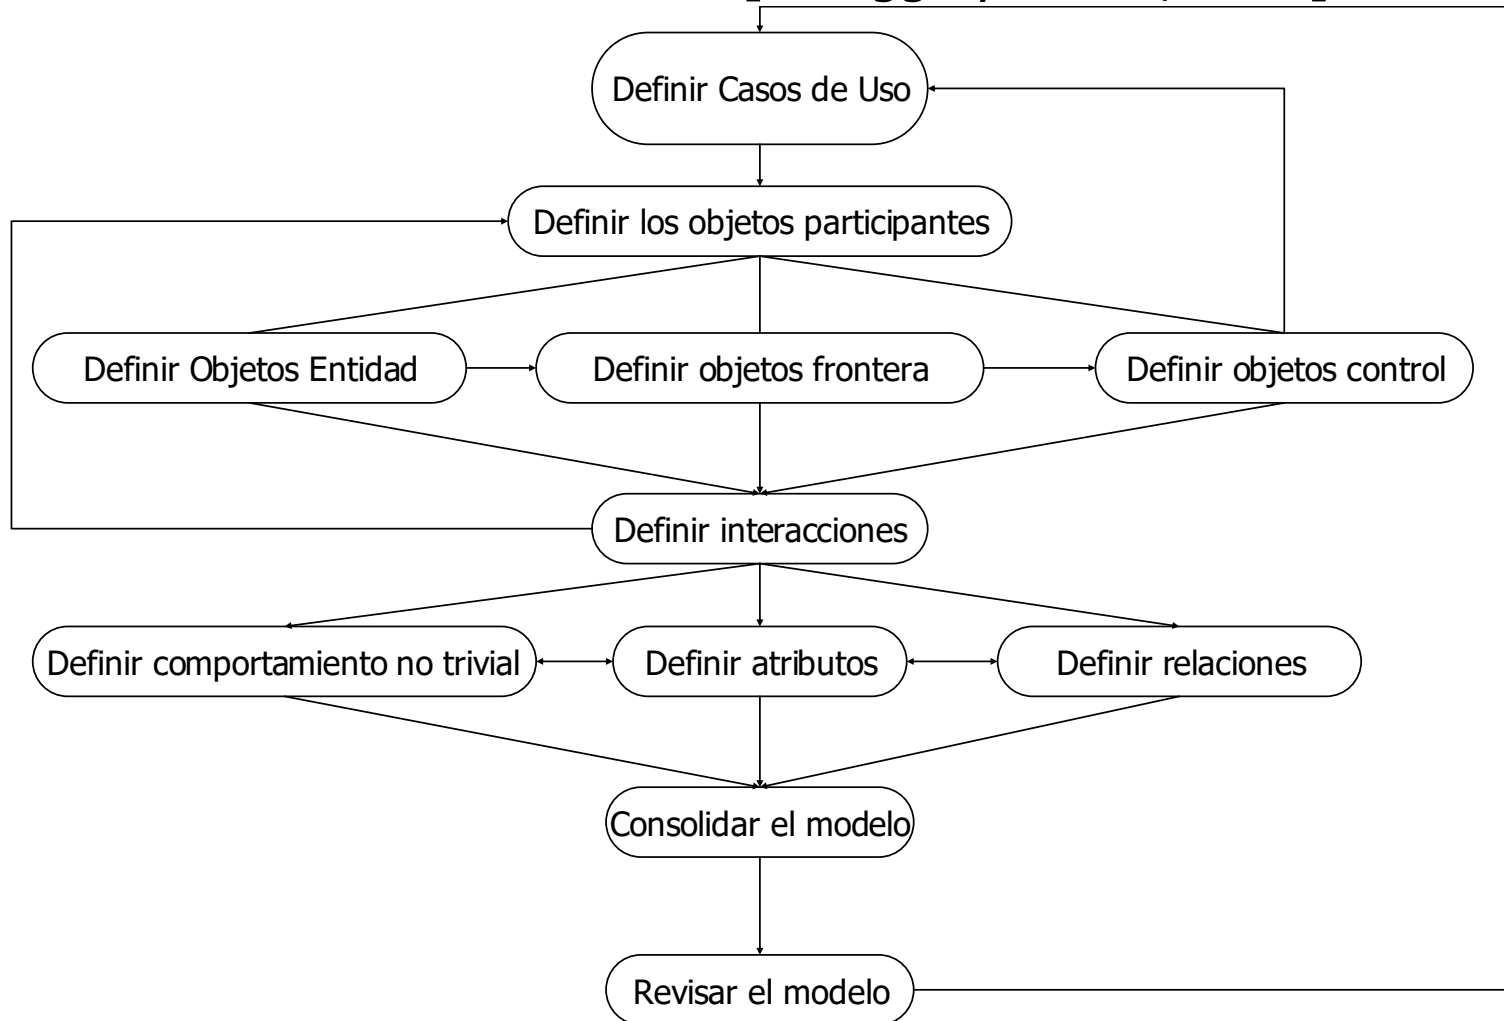 Definir Casos de Uso
Definir los objetos participantes
Definir Objetos Entidad
Definir objetos frontera
Definir objetos control
Definir interacciones
Definir comportamiento no trivial
Definir atributos
Definir relaciones
Consolidar el modelo
Revisar el modelo